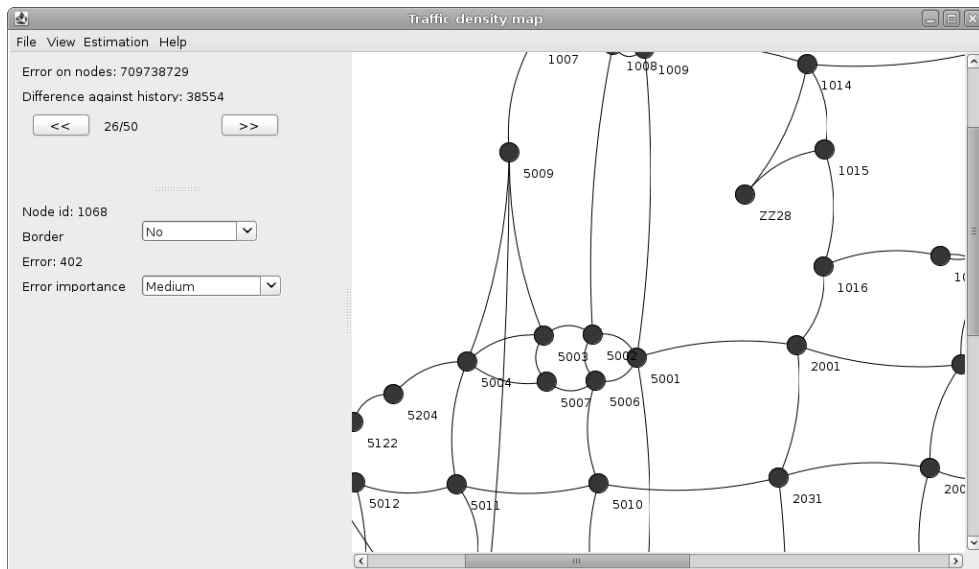 Traffic density map
File View Estimation Help
Error on nodes: 709738729
Difference against history: 38554
<< 26/50 >>
Node id: 1068
Border No
Error: 402
Error importance Medium
1007
1008
1009
1014
5009
1015
ZZ28
1016
5003
5002
5001
2001
5004
5007
5006
5204
5122
5012
5011
5010
2031